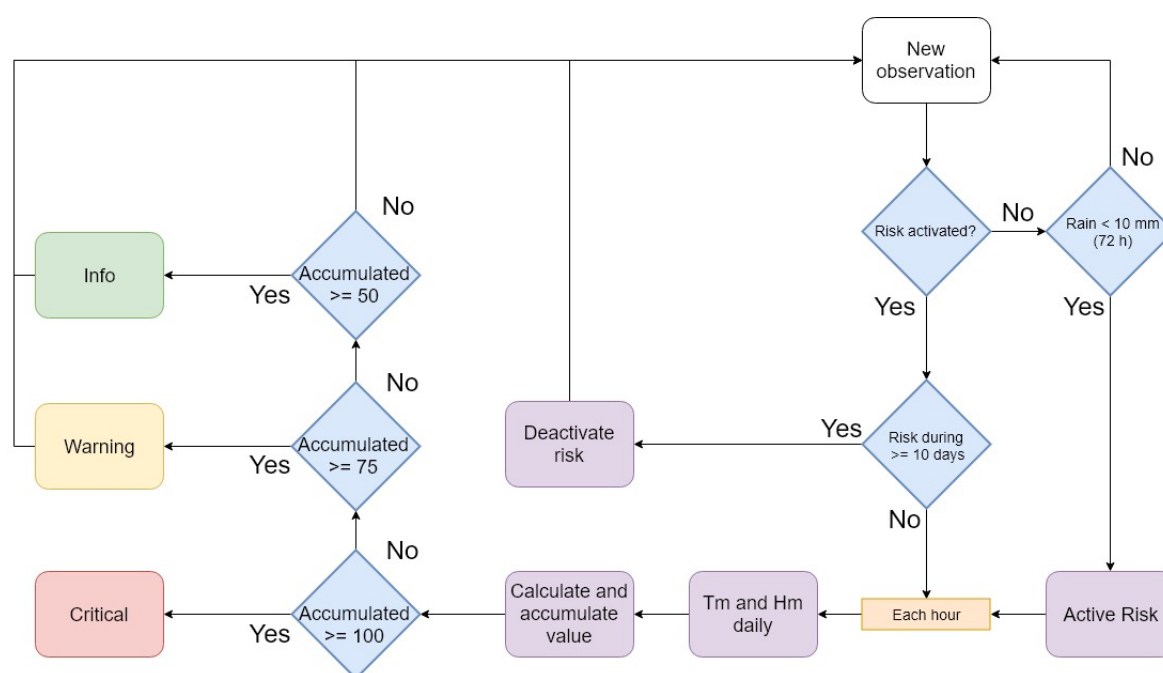 New
observation
No
No
Risk activated?
No
Rain < 10 mm
(72 h)
Info
Yes
Accumulated
>= 50
Yes
Yes
No
Deactivate
risk
Yes
Risk during
>= 10 days
Warning
Yes
Accumulated
>= 75
No
No
Critical
Yes
Accumulated
>= 100
Calculate and
accumulate
value
Tm and Hm
daily
Each hour
Active Risk